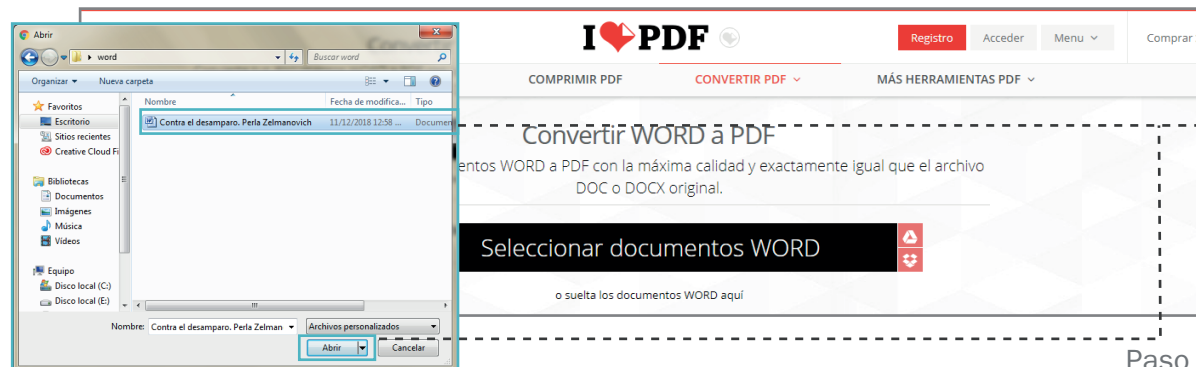 Abrir
word
Buscar word
Organizar
Nueva carpeta
Favoritos
Escritorio
Sitios recientes
Creative Cloud Fi
Bibliotecas
Documentos
Imágenes
Música
Vídeos
Equipo
Disco local (C:)
Disco local (E:)
Nombre
Fecha de modifica...
Tipo
Contra el desamparo. Perla Zelmanovich
11/12/2018 12:58 ...
Documen
Nombre:
Contra el desamparo. Perla Zelman
Archivos personalizados
Abrir
Cancelar
I PDF
Registro
Acceder
Menu
Comprar
COMPRIMIR PDF
CONVERTIR PDF
MÁS HERRAMIENTAS PDF
Convertir WORD a PDF
entos WORD a PDF con la máxima calidad y exactamente igual que el archivo
DOC o DOCX original.
Seleccionar documentos WORD
o suelta los documentos WORD aquí
Paso